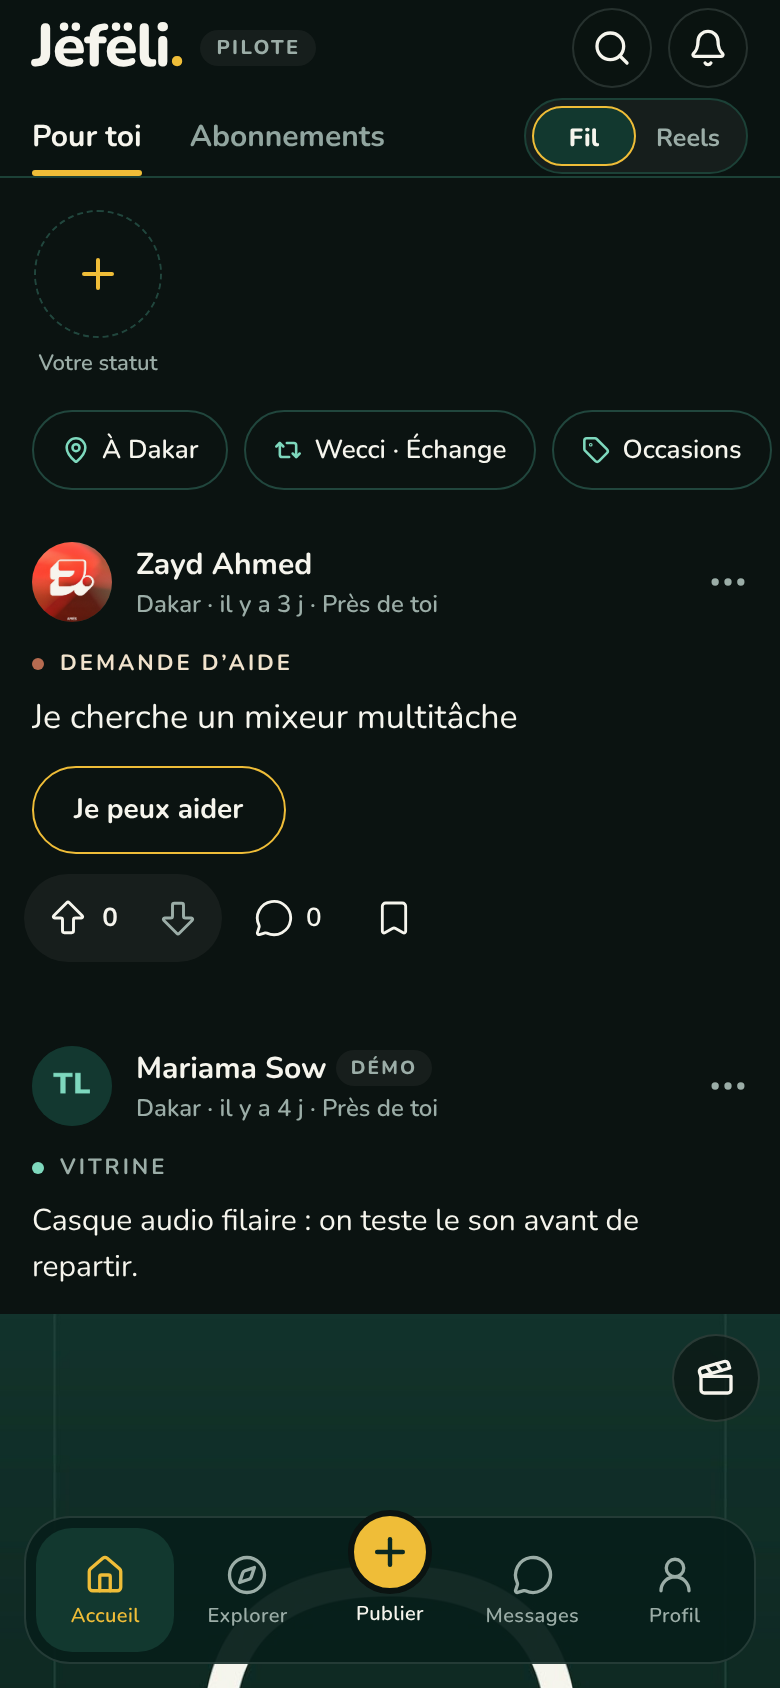 Jëfëli.
PILOTE
Pour toi
Abonnements
Fil
Reels
Votre statut
À Dakar
Wecci · Échange
Occasions
Zayd Ahmed
Dakar · il y a 3 j · Près de toi
DEMANDE D’AIDE
Je cherche un mixeur multitâche
Je peux aider
0
0
TL
Mariama Sow
DÉMO
Dakar · il y a 4 j · Près de toi
VITRINE
Casque audio filaire : on teste le son avant de
repartir.
Accueil
Explorer
Publier
Messages
Profil